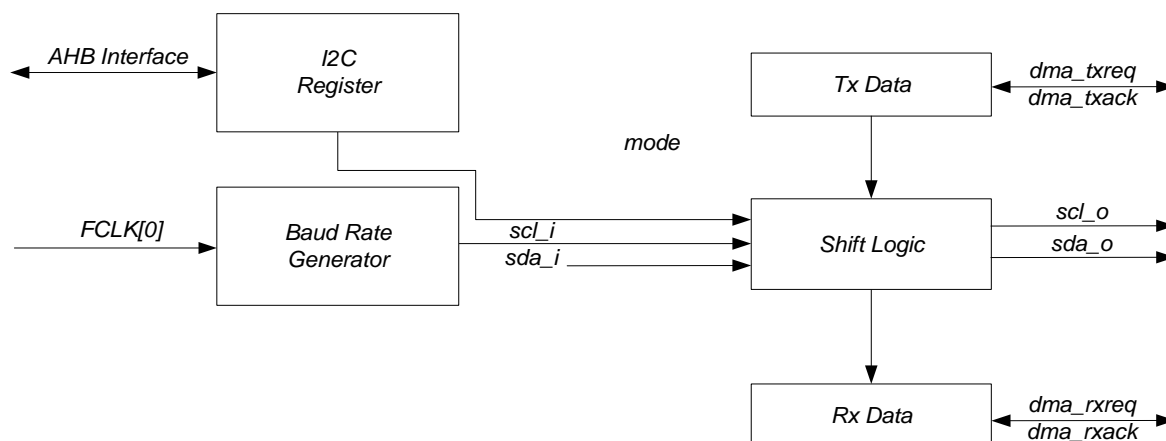 AHB Interface
I2C
Register
Tx Data
dma_txreq
dma_txack
mode
FCLK[0]
Baud Rate
Generator
scl_i
sda_i
Shift Logic
scl_o
sda_o
Rx Data
dma_rxreq
dma_rxack